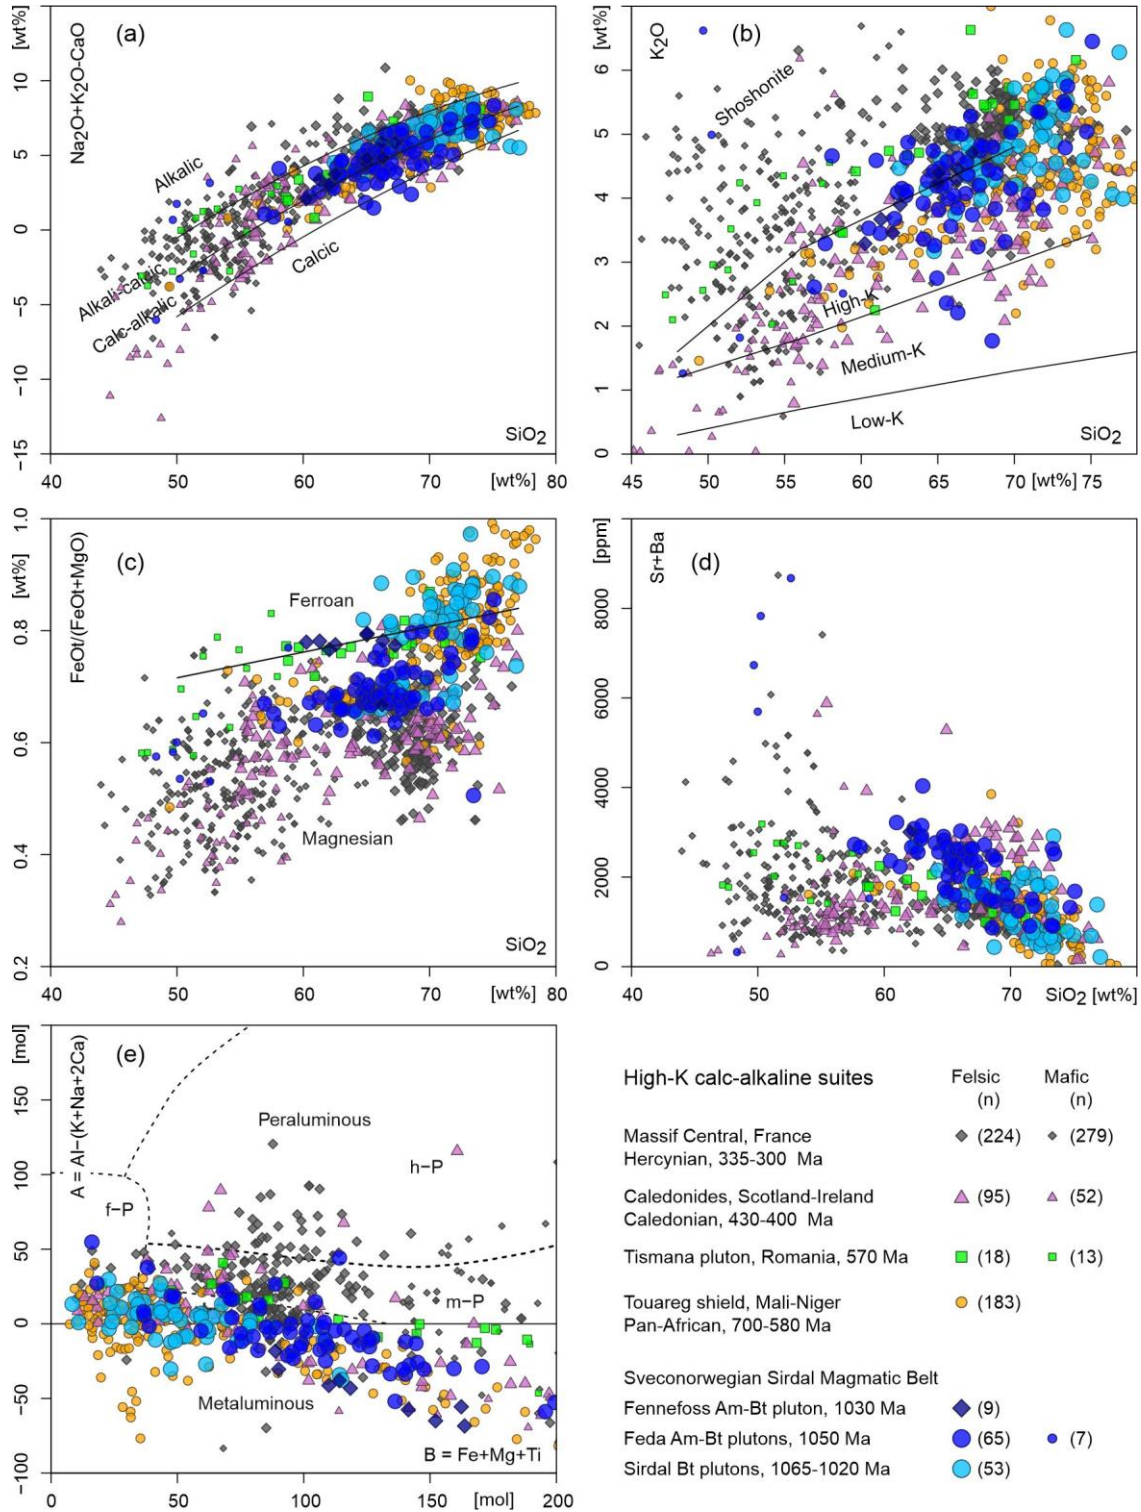 (a)
[wt%]
Na2O+K2O-CaO
10
5
0
−5
−10
−15
Alkalic
Alkali-calcic
Calc-alkalic
Calcic
SiO2
40
50
60
70
[wt%]
80
(b)
[wt%]
K2O
6
5
4
3
2
1
0
Shoshonite
High-K
Medium-K
Low-K
SiO2
45
50
55
60
65
70
[wt%]
75
(c)
[wt%]
FeOt/(FeOt+MgO)
1.0
0.8
0.6
0.4
0.2
Ferroan
Magnesian
SiO2
40
50
60
70
[wt%]
80
(d)
[ppm]
Sr+Ba
8000
6000
4000
2000
0
40
50
60
70
SiO2 [wt%]
(e)
[mol]
A = Al−(K+Na+2Ca)
150
100
50
0
−50
−100
Peraluminous
h−P
f−P
m−P
Metaluminous
B = Fe+Mg+Ti
0
50
100
150
[mol]
200
High-K calc-alkaline suites
Felsic
(n)
Mafic
(n)
Massif Central, France
Hercynian, 335-300 Ma
(224)
(279)
Caledonides, Scotland-Ireland
Caledonian, 430-400 Ma
(95)
(52)
Tismana pluton, Romania, 570 Ma
(18)
(13)
Touareg shield, Mali-Niger
Pan-African, 700-580 Ma
(183)
Sveconorwegian Sirdal Magmatic Belt
Fennefoss Am-Bt pluton, 1030 Ma
(9)
Feda Am-Bt plutons, 1050 Ma
(65)
(7)
Sirdal Bt plutons, 1065-1020 Ma
(53)